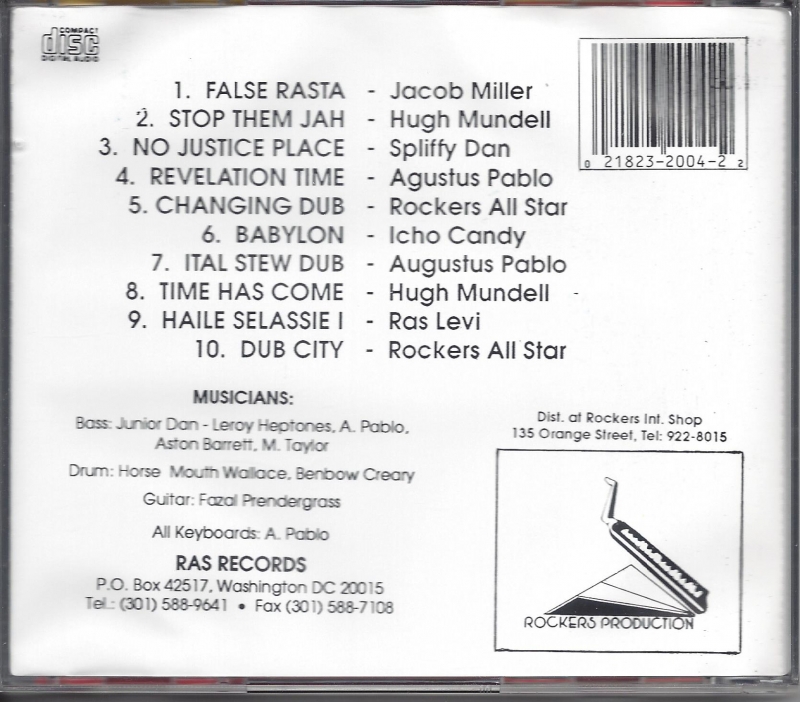 COMPACT
disc
DIGITAL AUDIO
1. FALSE RASTA - Jacob Miller
2. STOP THEM JAH - Hugh Mundell
3. NO JUSTICE PLACE - Spliffy Dan
4. REVELATION TIME - Agustus Pablo
5. CHANGING DUB - Rockers All Star
6. BABYLON - Icho Candy
7. ITAL STEW DUB - Augustus Pablo
8. TIME HAS COME - Hugh Mundell
9. HAILE SELASSIE I - Ras Levi
10. DUB CITY - Rockers All Star
0 21823-2004-2 2
MUSICIANS:
Bass: Junior Dan - Leroy Heptones, A. Pablo,
Aston Barrett, M. Taylor
Drum: Horse Mouth Wallace, Benbow Creary
Guitar: Fazal Prendergrass
All Keyboards: A. Pablo
RAS RECORDS
P.O. Box 42517, Washington DC 20015
Tel.: (301) 588-9641 • Fax (301) 588-7108
Dist. at Rockers Int. Shop
135 Orange Street, Tel: 922-8015
ROCKERS PRODUCTION